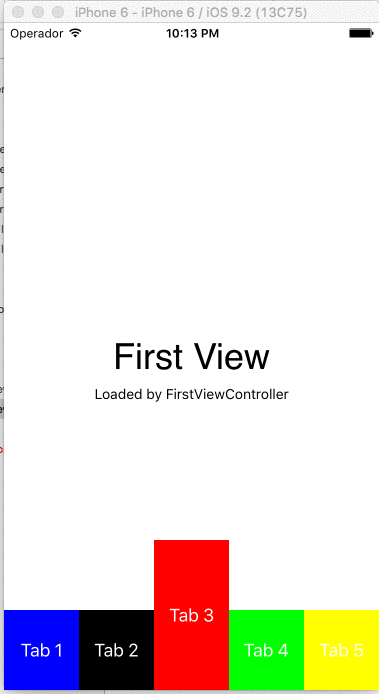 iPhone 6 - iPhone 6 / iOS 9.2 (13C75)
Operador 10:13 PM
First View
Loaded by FirstViewController
Tab 1 Tab 2 Tab 3 Tab 4 Tab 5